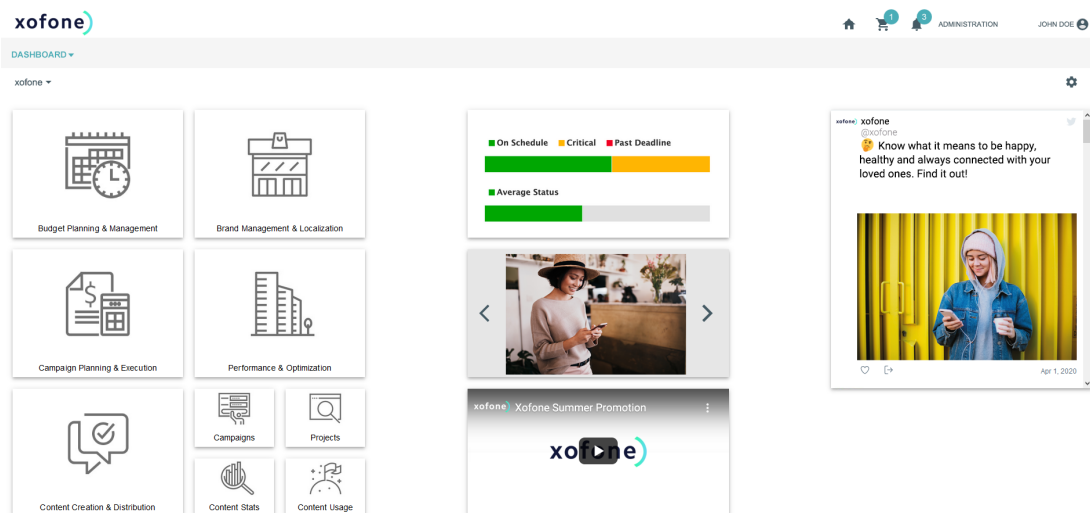 xofone)
1
3
ADMINISTRATION
JOHN DOE
DASHBOARD
xofone
Budget Planning & Management
Brand Management & Localization
Campaign Planning & Execution
Performance & Optimization
Content Creation & Distribution
Campaigns
Projects
Content Stats
Content Usage
On Schedule Critical Past Deadline
Average Status
xofone) Xofone Summer Promotion
xofone)
xofone) xofone
@xofone
🤔 Know what it means to be happy,
healthy and always connected with your
loved ones. Find it out!
Apr 1, 2020